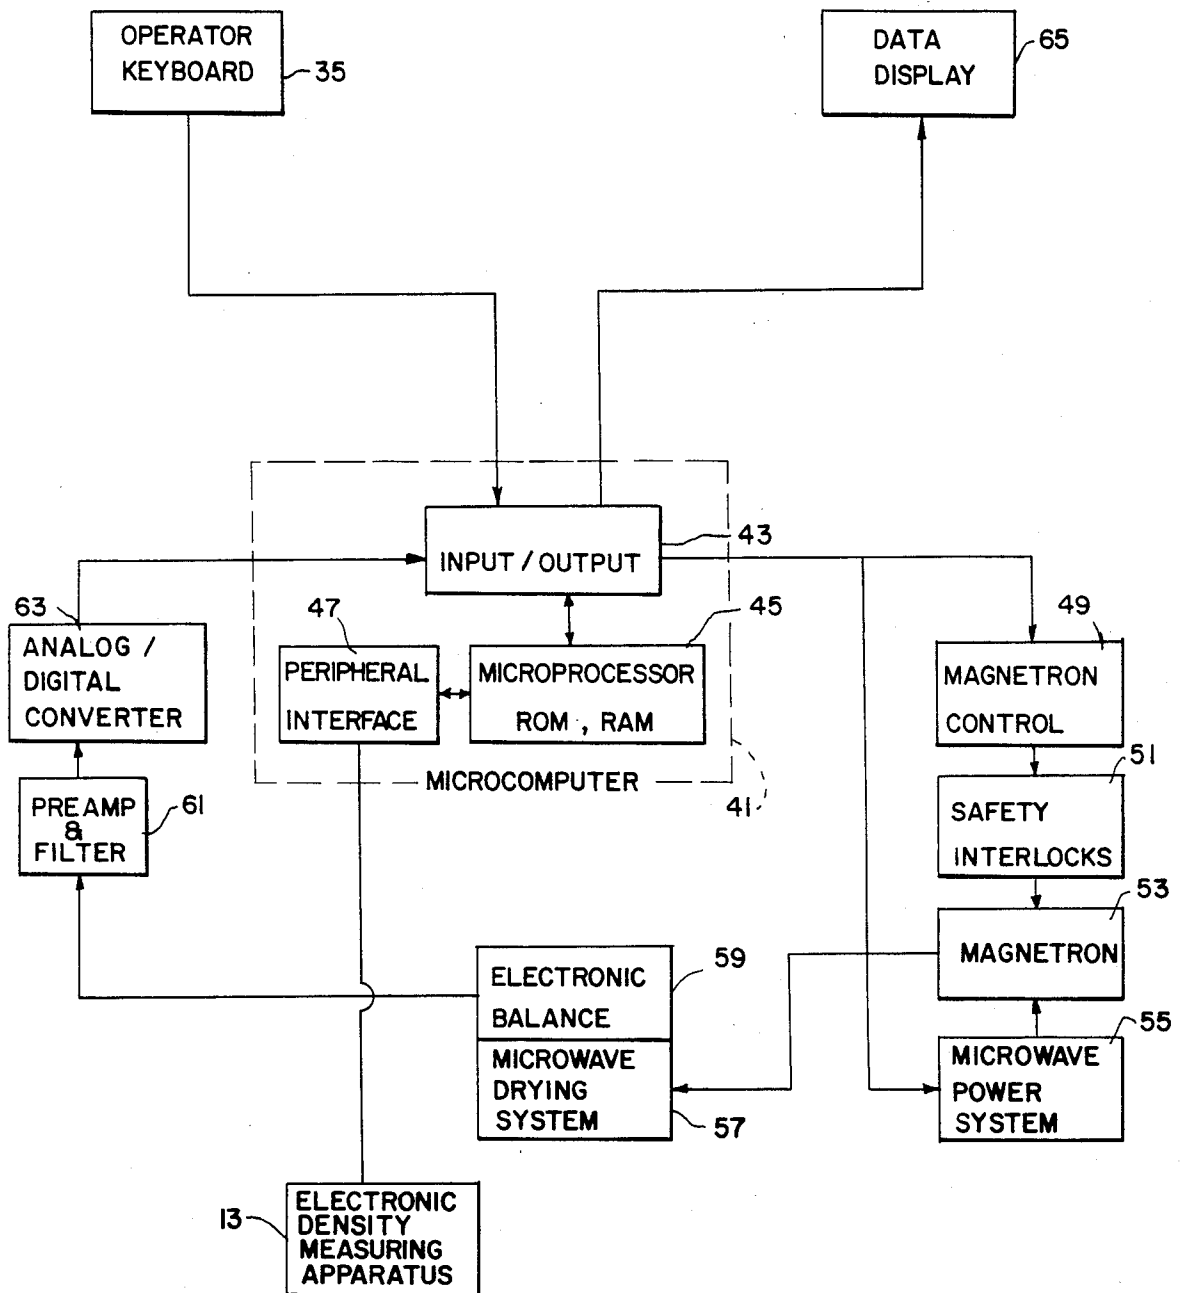 OPERATOR
KEYBOARD
35
DATA
DISPLAY
65
INPUT / OUTPUT
43
63
ANALOG /
DIGITAL
CONVERTER
47
PERIPHERAL
INTERFACE
45
MICROPROCESSOR
ROM , RAM
MICROCOMPUTER
41
49
MAGNETRON
CONTROL
51
SAFETY
INTERLOCKS
PREAMP
&
FILTER
61
53
MAGNETRON
59
ELECTRONIC
BALANCE
MICROWAVE
DRYING
SYSTEM
57
55
MICROWAVE
POWER
SYSTEM
13
ELECTRONIC
DENSITY
MEASURING
APPARATUS